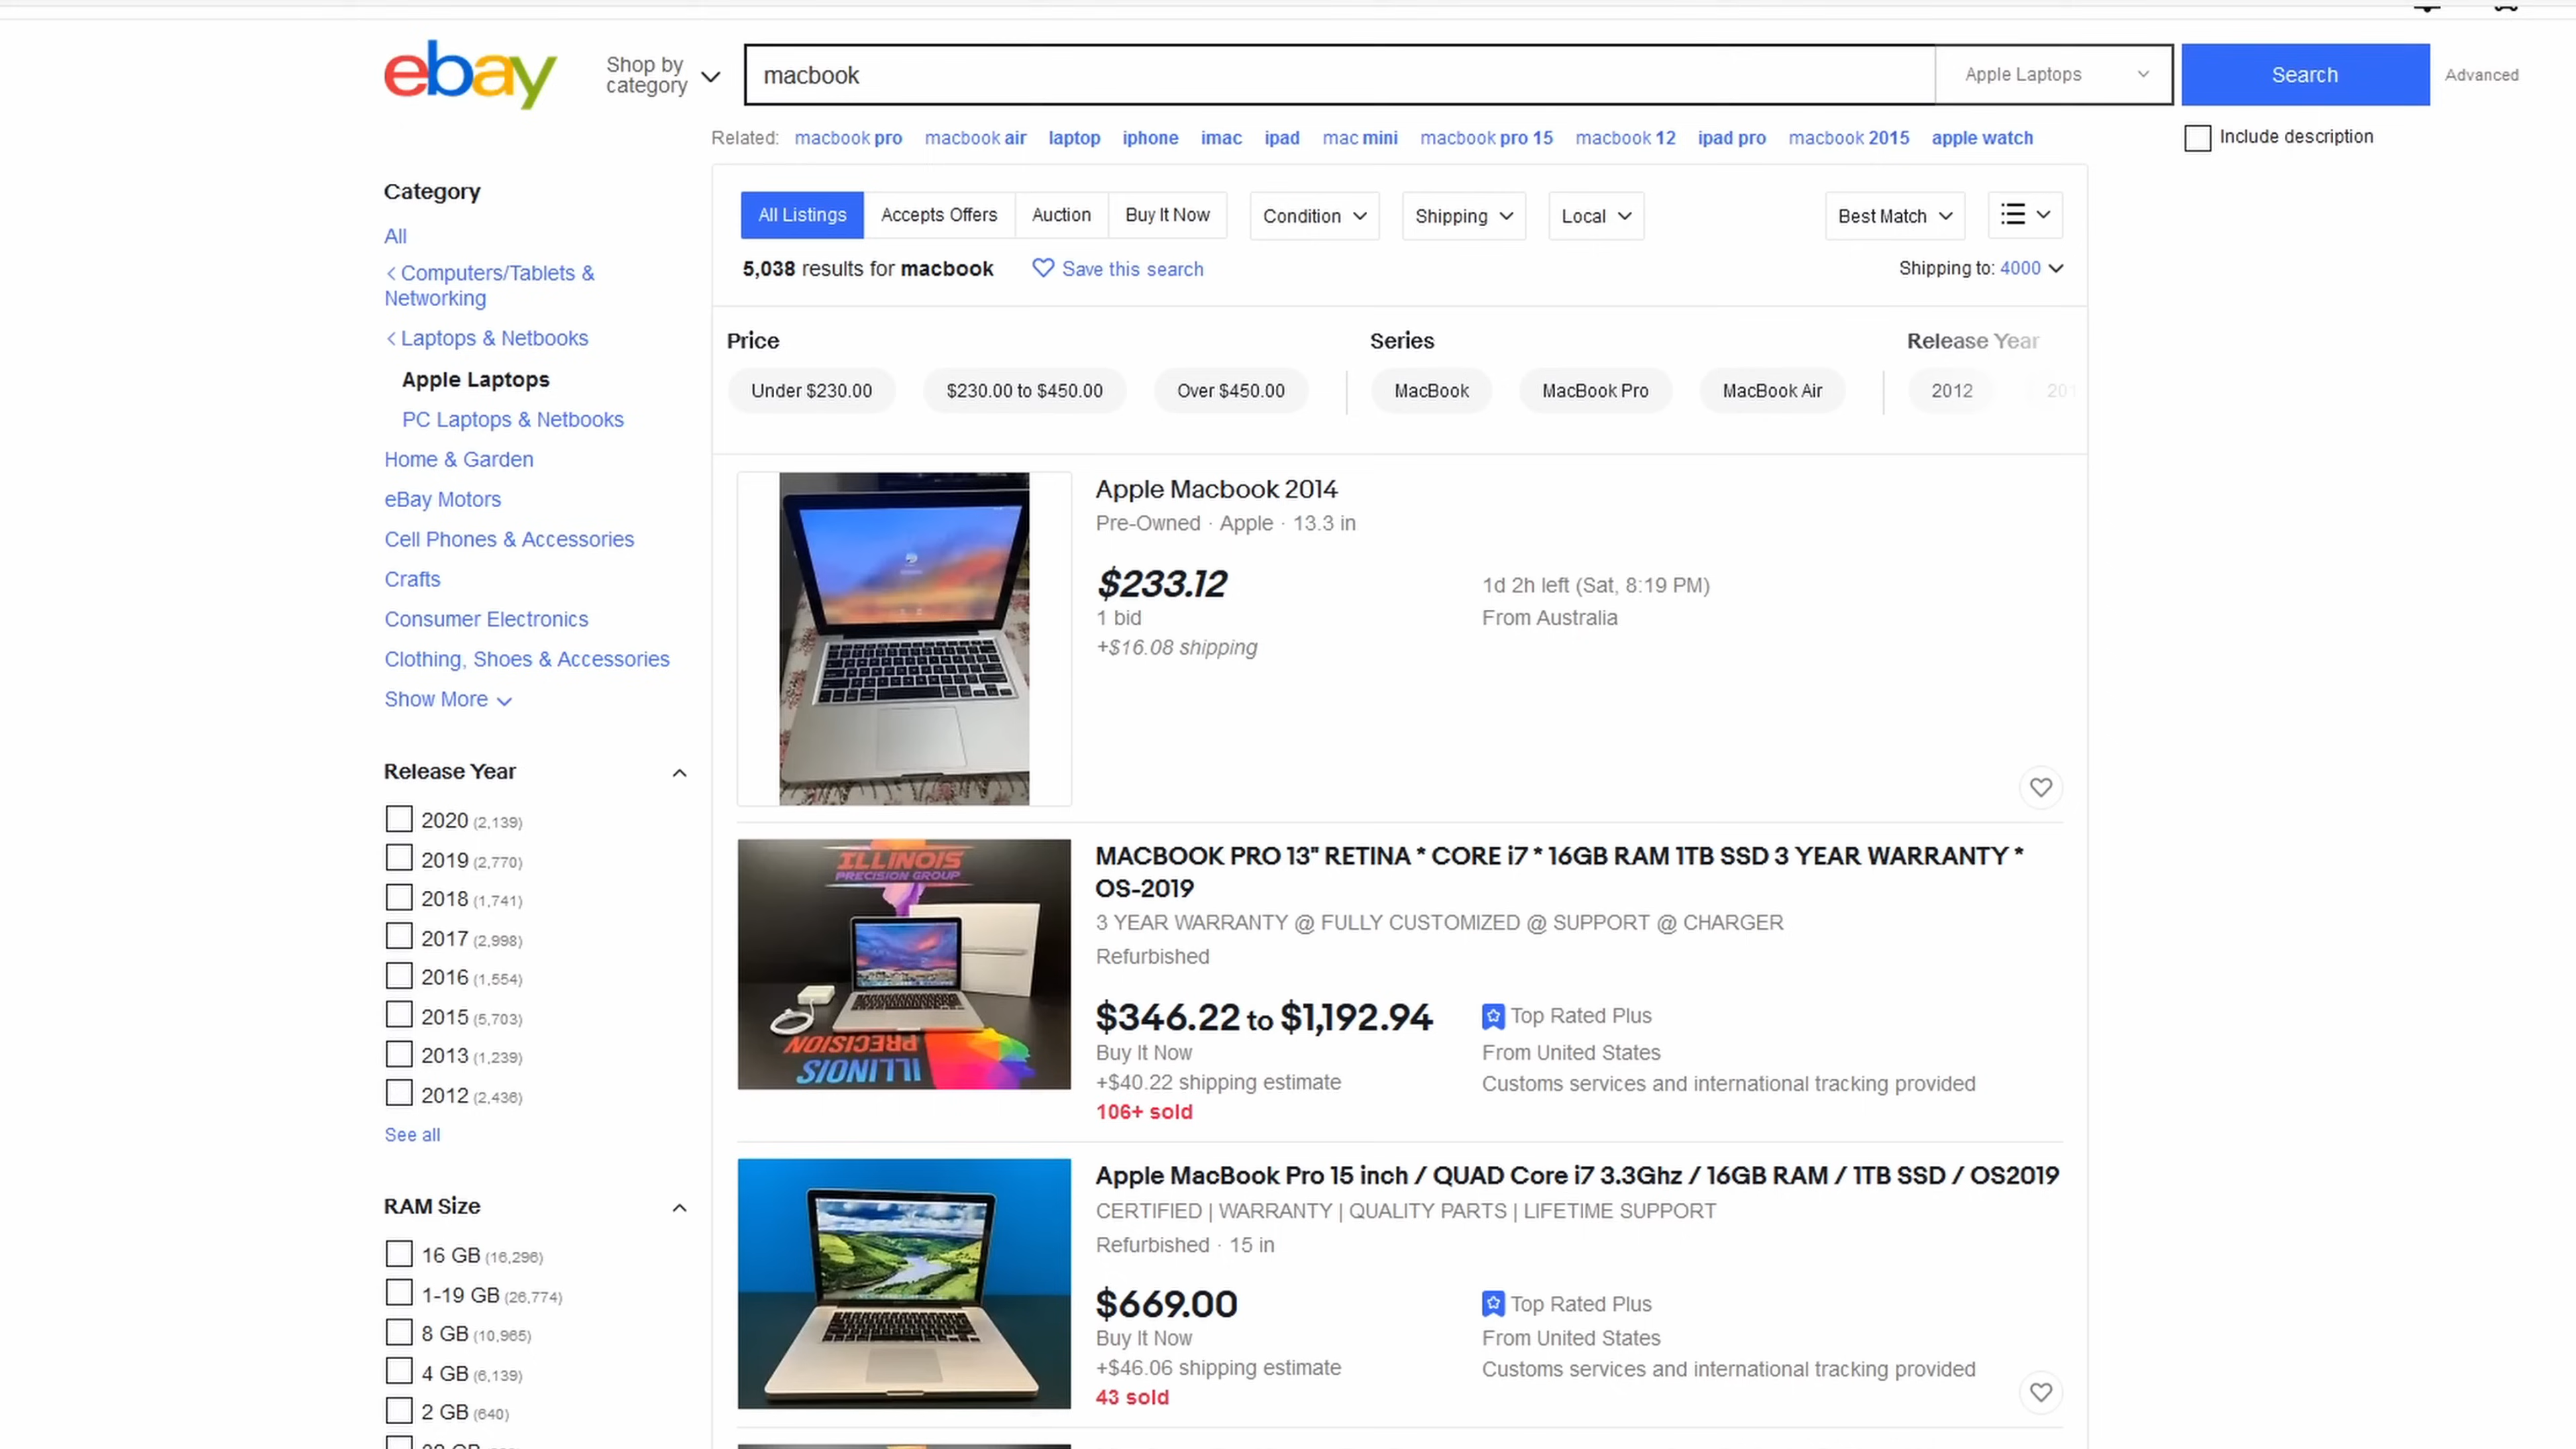 ebay
Shop by
category
macbook
Apple Laptops
Search
Advanced
Related: macbook pro macbook air laptop iphone imac ipad mac mini macbook pro 15 macbook 12 ipad pro macbook 2015 apple watch
Include description
Category
All
Computers/Tablets &
Networking
Laptops & Netbooks
Apple Laptops
PC Laptops & Netbooks
Home & Garden
eBay Motors
Cell Phones & Accessories
Crafts
Consumer Electronics
Clothing, Shoes & Accessories
Show More
Release Year
2020 (2,139)
2019 (2,770)
2018 (1,741)
2017 (2,998)
2016 (1,554)
2015 (5,703)
2013 (1,239)
2012 (2,436)
See all
RAM Size
16 GB (16,296)
1-19 GB (26,774)
8 GB (10,965)
4 GB (6,139)
2 GB (640)
All Listings Accepts Offers Auction Buy It Now Condition Shipping Local Best Match
5,038 results for macbook Save this search Shipping to: 4000
Price Series Release Year
Under $230.00 $230.00 to $450.00 Over $450.00 MacBook MacBook Pro MacBook Air 2012
Apple Macbook 2014
Pre-Owned · Apple · 13.3 in
$233.12
1 bid
+$16.08 shipping
1d 2h left (Sat, 8:19 PM)
From Australia
ILLINOIS
PRECISION GROUP
PRECISION
ILLINOIS
MACBOOK PRO 13" RETINA * CORE i7 * 16GB RAM 1TB SSD 3 YEAR WARRANTY *
OS-2019
3 YEAR WARRANTY @ FULLY CUSTOMIZED @ SUPPORT @ CHARGER
Refurbished
$346.22 to $1,192.94
Buy It Now
+$40.22 shipping estimate
106+ sold
Top Rated Plus
From United States
Customs services and international tracking provided
Apple MacBook Pro 15 inch / QUAD Core i7 3.3Ghz / 16GB RAM / 1TB SSD / OS2019
CERTIFIED | WARRANTY | QUALITY PARTS | LIFETIME SUPPORT
Refurbished · 15 in
$669.00
Buy It Now
+$46.06 shipping estimate
43 sold
Top Rated Plus
From United States
Customs services and international tracking provided